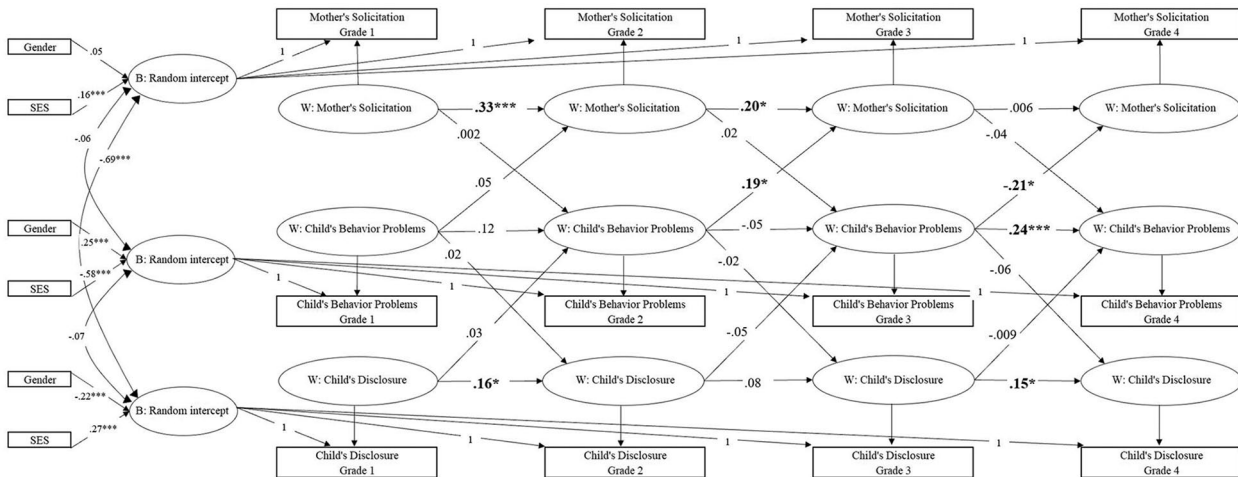 Mother's Solicitation
Grade 1
Mother's Solicitation
Grade 2
Mother's Solicitation
Grade 3
Mother's Solicitation
Grade 4
Gender
.05
1
1
1
1
B: Random intercept
SES
.16***
W: Mother's Solicitation
.33***
W: Mother's Solicitation
.20*
W: Mother's Solicitation
.006
W: Mother's Solicitation
.002
.02
-.04
-.06
-.69***
.05
.19*
-.21*
Gender
.25***
W: Child's Behavior Problems
.12
W: Child's Behavior Problems
-.05
W: Child's Behavior Problems
.24***
W: Child's Behavior Problems
B: Random intercept
.02
-.02
-.06
SES
-.58***
1
1
1
1
Child's Behavior Problems
Grade 1
Child's Behavior Problems
Grade 2
Child's Behavior Problems
Grade 3
Child's Behavior Problems
Grade 4
-.07
.03
-.05
-.009
Gender
-.22***
W: Child's Disclosure
.16*
W: Child's Disclosure
.08
W: Child's Disclosure
.15*
W: Child's Disclosure
B: Random intercept
SES
.27***
1
1
1
1
Child's Disclosure
Grade 1
Child's Disclosure
Grade 2
Child's Disclosure
Grade 3
Child's Disclosure
Grade 4